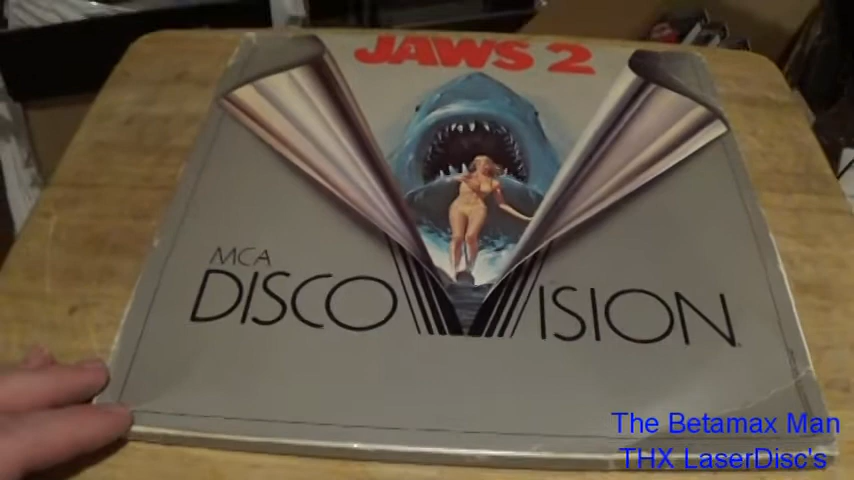 JAWS 2
MCA
DISCOVISION
The Betamax Man
THX LaserDisc's